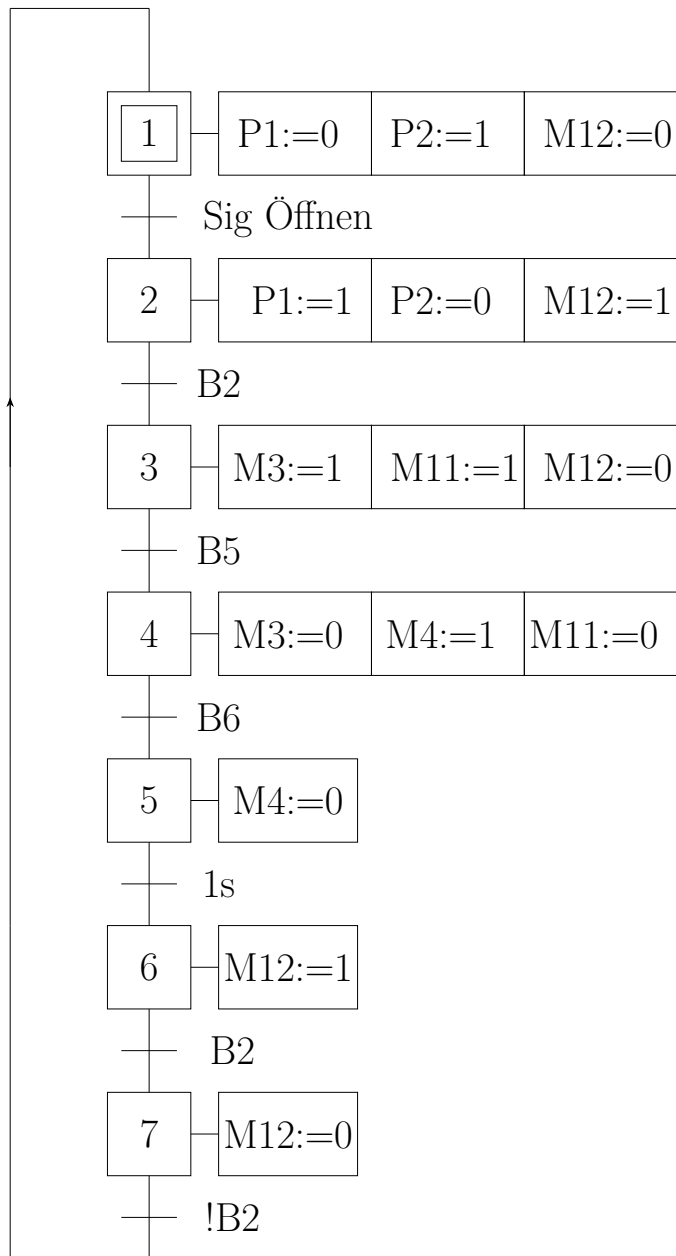 1 P1:=0 P2:=1 M12:=0
Sig Öffnen
2 P1:=1 P2:=0 M12:=1
B2
3 M3:=1 M11:=1 M12:=0
B5
4 M3:=0 M4:=1 M11:=0
B6
5 M4:=0
1s
6 M12:=1
B2
7 M12:=0
!B2